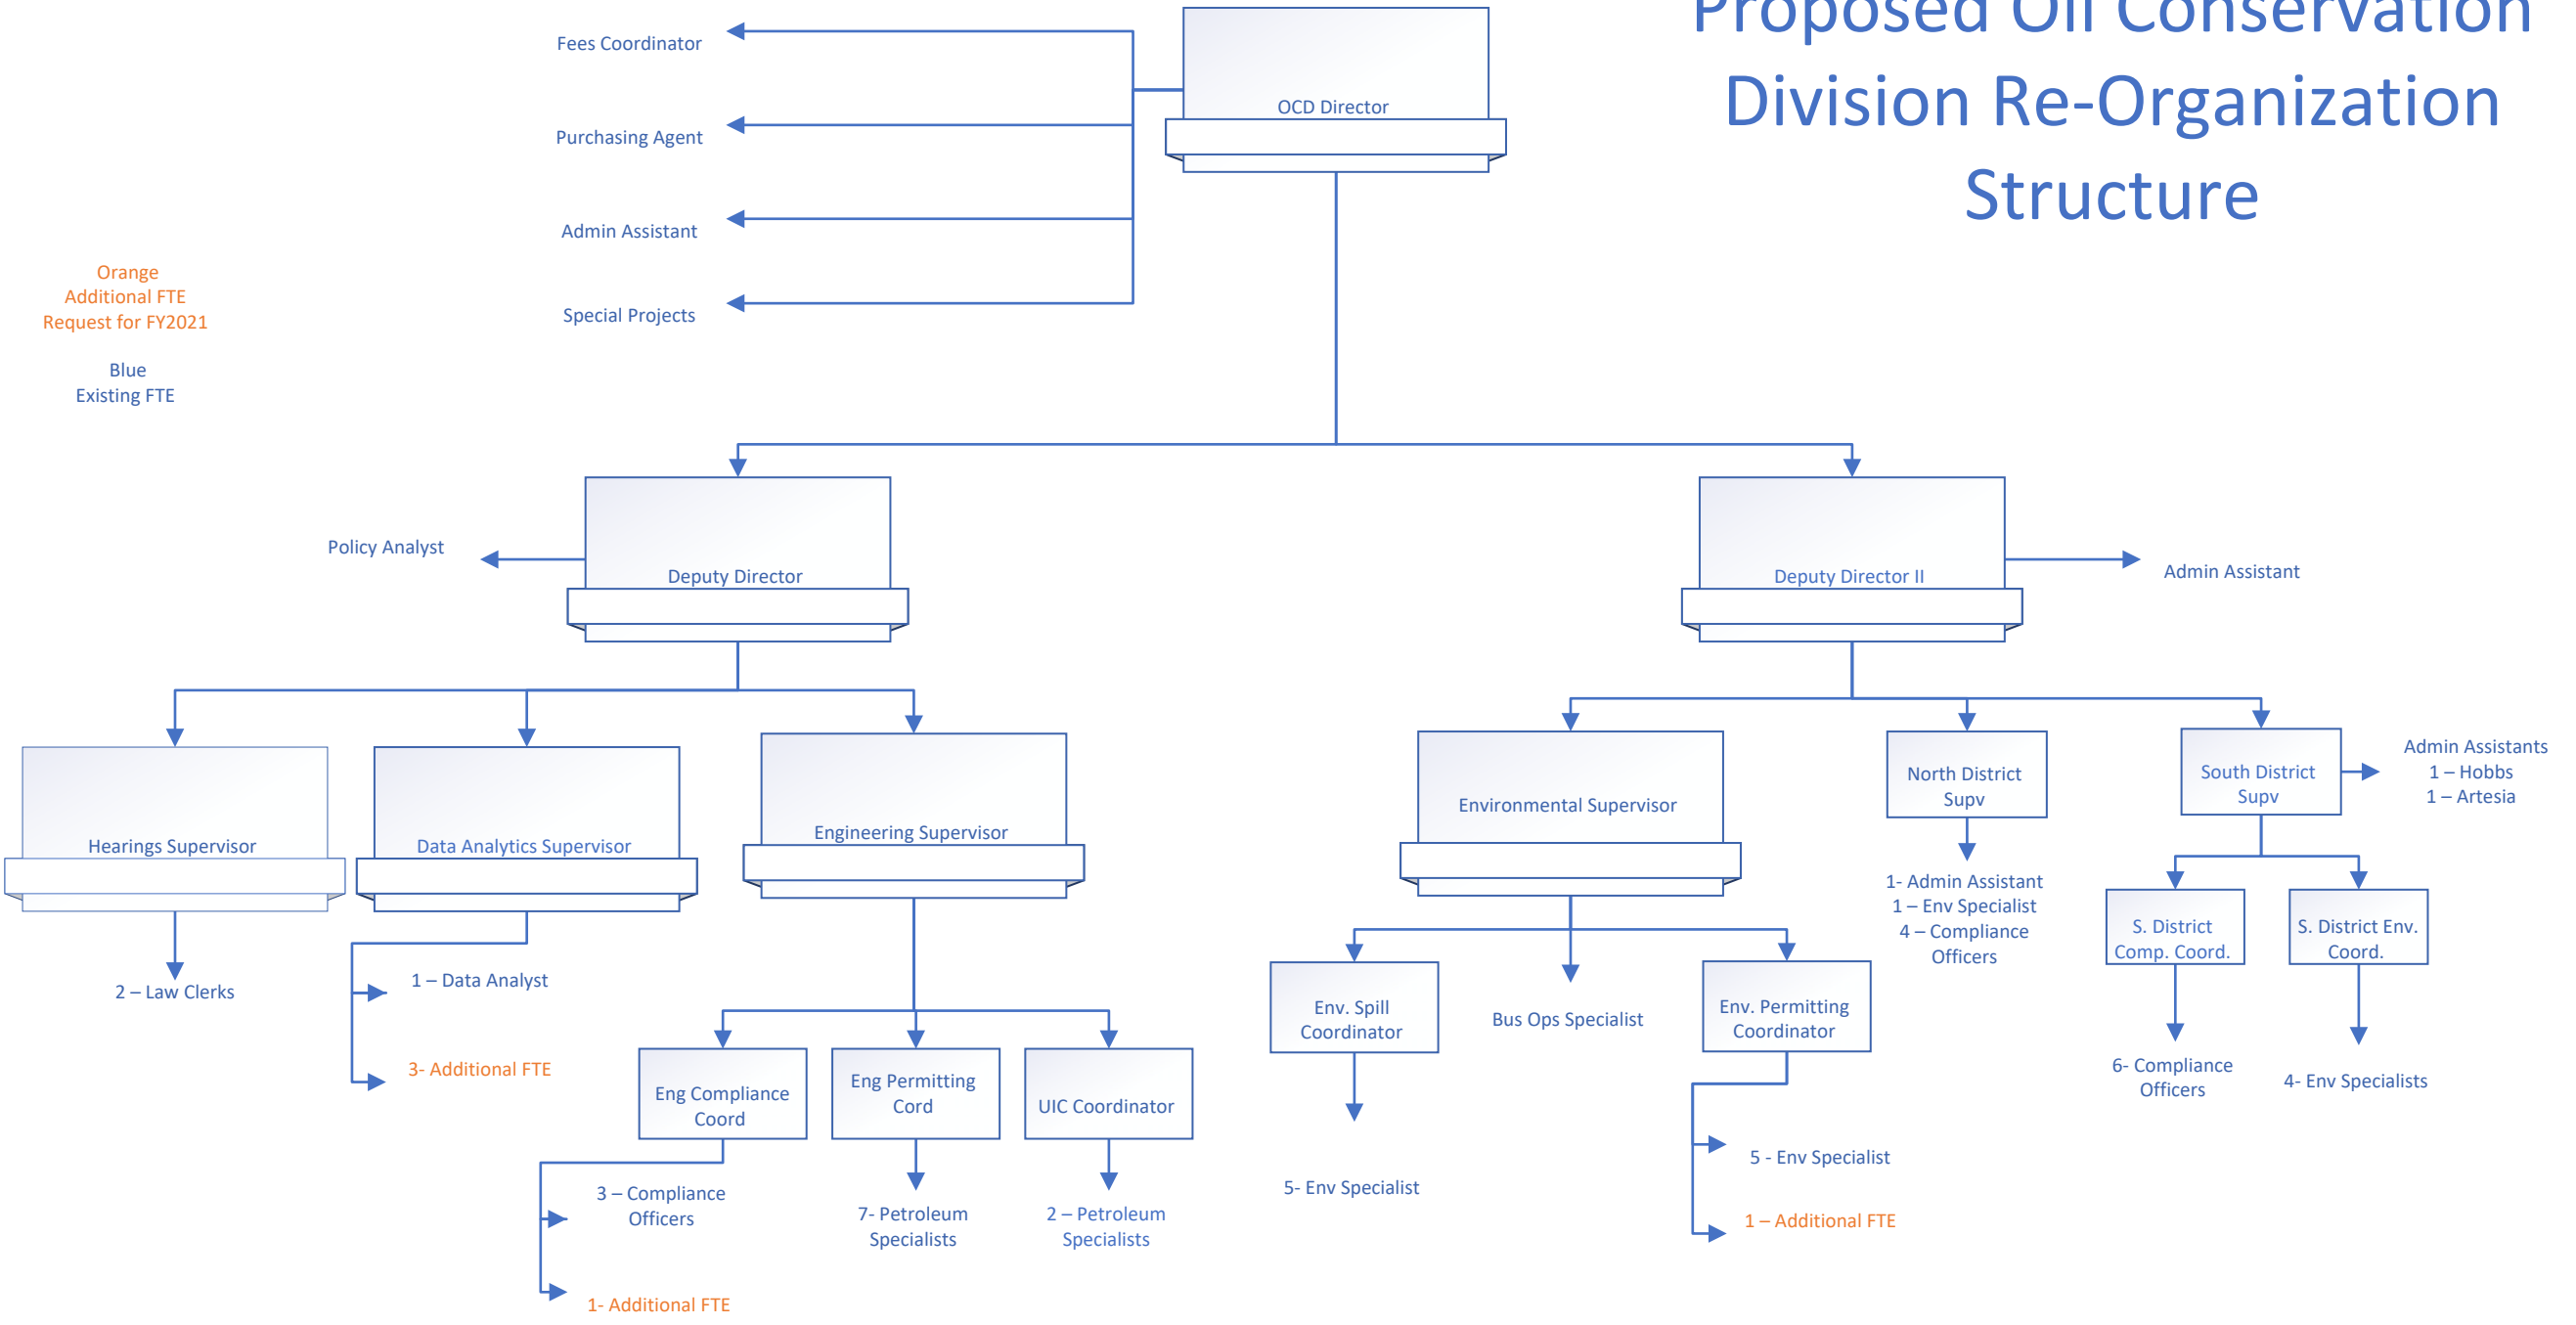 Proposed Oil Conservation
Division Re-Organization
Structure
Fees Coordinator
OCD Director
Purchasing Agent
Admin Assistant
Special Projects
Orange
Additional FTE
Request for FY2021
Blue
Existing FTE
Policy Analyst
Deputy Director
Deputy Director II
Admin Assistant
Hearings Supervisor
Data Analytics Supervisor
Engineering Supervisor
Environmental Supervisor
North District
Supv
South District
Supv
Admin Assistants
1 – Hobbs
1 – Artesia
2 – Law Clerks
1 – Data Analyst
3- Additional FTE
Eng Compliance
Coord
Eng Permitting
Cord
UIC Coordinator
3 – Compliance
Officers
1- Additional FTE
7- Petroleum
Specialists
2 – Petroleum
Specialists
Env. Spill
Coordinator
Bus Ops Specialist
Env. Permitting
Coordinator
5- Env Specialist
5 - Env Specialist
1 – Additional FTE
1- Admin Assistant
1 – Env Specialist
4 – Compliance
Officers
S. District
Comp. Coord.
S. District Env.
Coord.
6- Compliance
Officers
4- Env Specialists